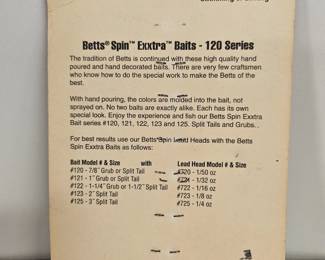 Betts® Spin™ Exxtra™ Baits - 120 Series
The tradition of Betts is continued with these high quality hand
poured and hand decorated baits. There are very few craftsmen
who know how to do the special work to make the Betts of the
best.
With hand pouring, the colors are molded into the bait, not
sprayed on. No two baits are exactly alike. Each has its own
special look. Enjoy the experience and fish our Betts Spin Exxtra
Bait series #120, 121, 122, 123 and 125. Split Tails and Grubs.
For best results use our Betts Spin Lead Heads with the Betts
Spin Exxtra Baits as follows:
Bait Model # & Size with Lead Head Model # & Size
#120 - 7/8" Grub or Split Tail #720 - 1/50 oz
#121 - 1" Grub or Split Tail #721 - 1/32 oz
#122 - 1-1/4" Grub or 1-1/2" Split Tail #722 - 1/16 oz
#123 - 2" Split Tail #723 - 1/8 oz
#125 - 3" Split Tail #725 - 1/4 oz